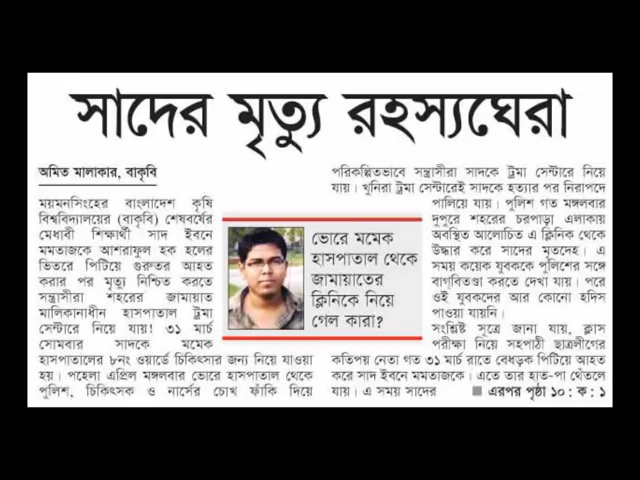 সাদের মৃত্যু রহস্যঘেরা
অমিত মালাকার, বাকৃবি
ময়মনসিংহের বাংলাদেশ কৃষি
বিশ্ববিদ্যালয়ের (বাকৃবি) শেষবর্ষের
মেধাবী শিক্ষার্থী সাদ ইবনে
মমতাজকে আশরাফুল হক হলের
ভিতরে পিটিয়ে গুরুতর আহত
করার পর মৃত্যু নিশ্চিত করতে
সন্ত্রাসীরা শহরের জামায়াত
মালিকানাধীন হাসপাতাল ট্রমা
সেন্টারে নিয়ে যায়! ৩১ মার্চ
সোমবার সাদকে মমেক
হাসপাতালের ৮নং ওয়ার্ডে চিকিৎসার জন্য নিয়ে যাওয়া
হয়। পহেলা এপ্রিল মঙ্গলবার ভোরে হাসপাতাল থেকে
পুলিশ, চিকিৎসক ও নার্সের চোখ ফাঁকি দিয়ে
ভোরে মমেক
হাসপাতাল থেকে
জামায়াতের
ক্লিনিকে নিয়ে
গেল কারা?
পরিকল্পিতভাবে সন্ত্রাসীরা সাদকে ট্রমা সেন্টারে নিয়ে
যায়। খুনিরা ট্রমা সেন্টারেই সাদকে হত্যার পর নিরাপদে
পালিয়ে যায়। পুলিশ গত মঙ্গলবার
দুপুরে শহরের চরপাড়া এলাকায়
অবস্থিত আলোচিত এ ক্লিনিক থেকে
উদ্ধার করে সাদের মৃতদেহ। এ
সময় কয়েক যুবককে পুলিশের সঙ্গে
বাগবিতণ্ডা করতে দেখা যায়। পরে
ওই যুবকদের আর কোনো হদিস
পাওয়া যায়নি।
সংশ্লিষ্ট সূত্রে জানা যায়, ক্লাস
পরীক্ষা নিয়ে সহপাঠী ছাত্রলীগের
কতিপয় নেতা গত ৩১ মার্চ রাতে বেধড়ক পিটিয়ে আহত
করে সাদ ইবনে মমতাজকে। এতে তার হাত-পা থেঁতলে
যায়। এ সময় সাদের ■ এরপর পৃষ্ঠা ১০ : ক : ১